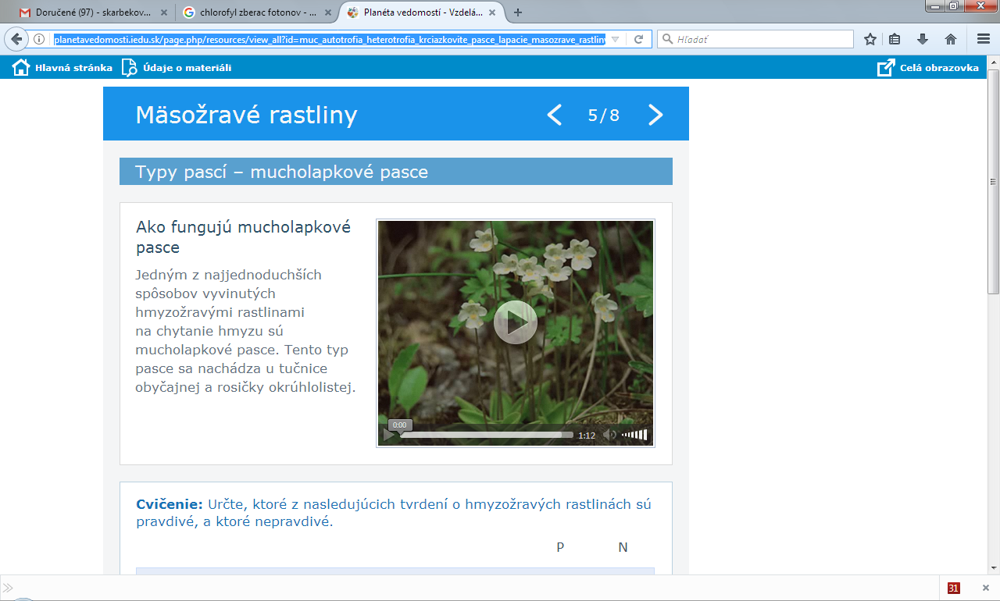 Doručené (97) - skarbekov...
chlorofyl zberac fotonov - ...
Planéta vedomostí - Vzdelá...
planetavedomosti.iedu.sk/page.php/resources/view_all?id=muc_autotrofia_heterotrofia_krciazkovite_pasce_lapacie_masozrave_rastlin
Hľadať
Hlavná stránka
Údaje o materiáli
Celá obrazovka
Mäsožravé rastliny
5/8
Typy pascí – mucholapkové pasce
Ako fungujú mucholapkové
pasce
Jedným z najjednoduchších
spôsobov vyvinutých
hmyzožravými rastlinami
na chytanie hmyzu sú
mucholapkové pasce. Tento typ
pasce sa nachádza u tučnice
obyčajnej a rosičky okrúhlolistej.
0:00
1:12
Cvičenie: Určte, ktoré z nasledujúcich tvrdení o hmyzožravých rastlinách sú
pravdivé, a ktoré nepravdivé.
P N
31